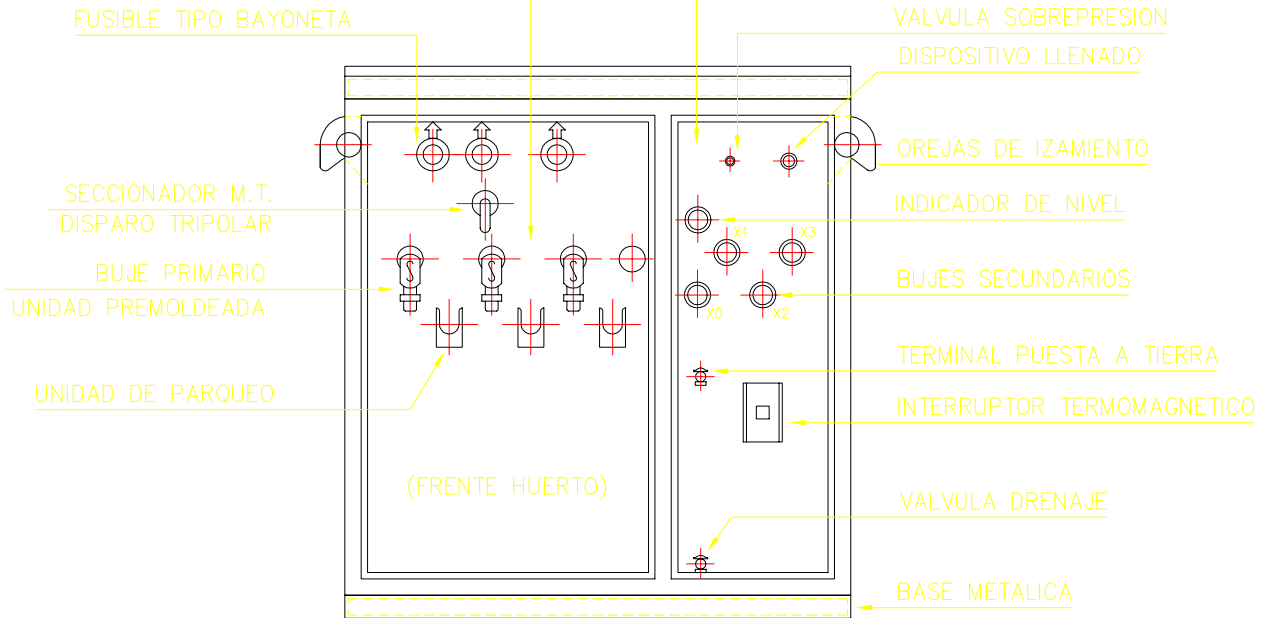 FUSIBLE TIPO BAYONETA
VALVULA SOBREPRESION
DISPOSITIVO LLENADO
OREJAS DE IZAMIENTO
SECCIONADOR M.T.
DISPARO TRIPOLAR
INDICADOR DE NIVEL
X1
X3
BUJE PRIMARIO
UNIDAD PREMOLDEADA
BUJES SECUNDARIOS
X0
X2
TERMINAL PUESTA A TIERRA
UNIDAD DE PARQUEO
INTERRUPTOR TERMOMAGNETICO
(FRENTE HUERTO)
VALVULA DRENAJE
BASE METALICA